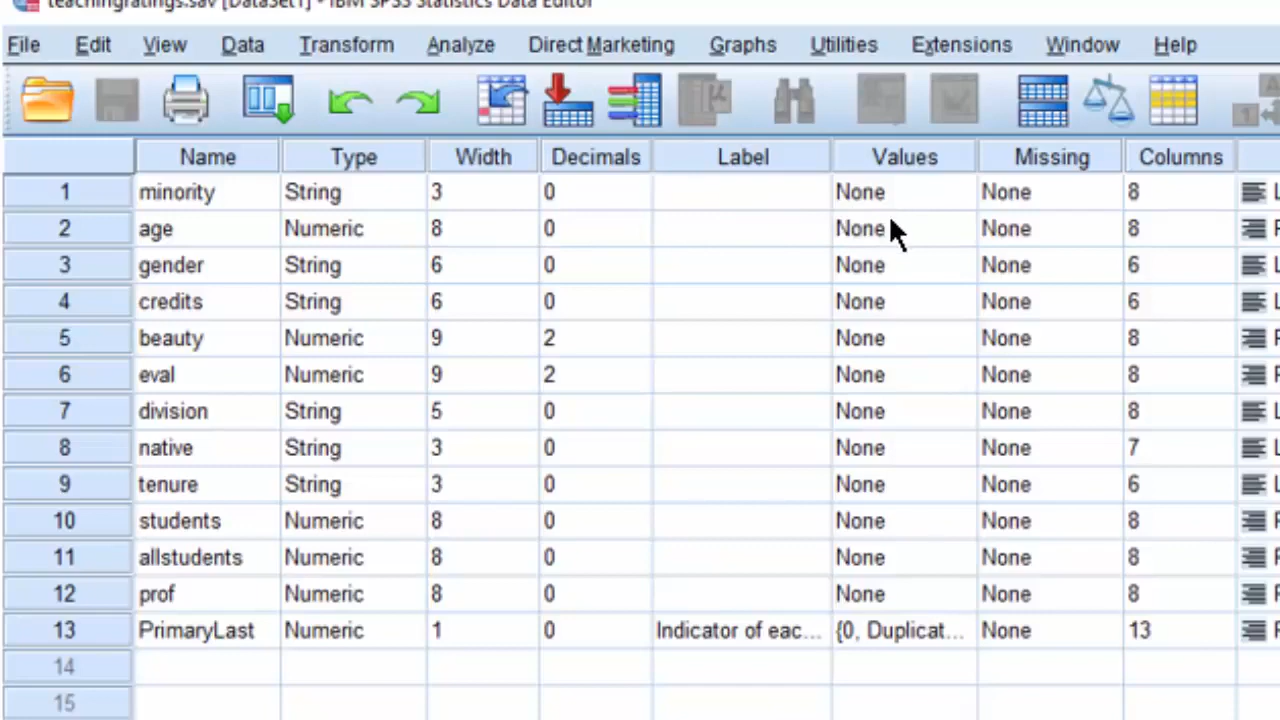 teachingratings.sav [DataSet1] - IBM SPSS Statistics Data Editor
File Edit View Data Transform Analyze Direct Marketing Graphs Utilities Extensions Window Help
Name Type Width Decimals Label Values Missing Columns
1 minority String 3 0 None None 8 L
2 age Numeric 8 0 None None 8 R
3 gender String 6 0 None None 6 L
4 credits String 6 0 None None 6 L
5 beauty Numeric 9 2 None None 8 R
6 eval Numeric 9 2 None None 8 R
7 division String 5 0 None None 8 L
8 native String 3 0 None None 7 L
9 tenure String 3 0 None None 6 L
10 students Numeric 8 0 None None 8 R
11 allstudents Numeric 8 0 None None 8 R
12 prof Numeric 8 0 None None 8 R
13 PrimaryLast Numeric 1 0 Indicator of eac... {0, Duplicat... None 13 R
14
15